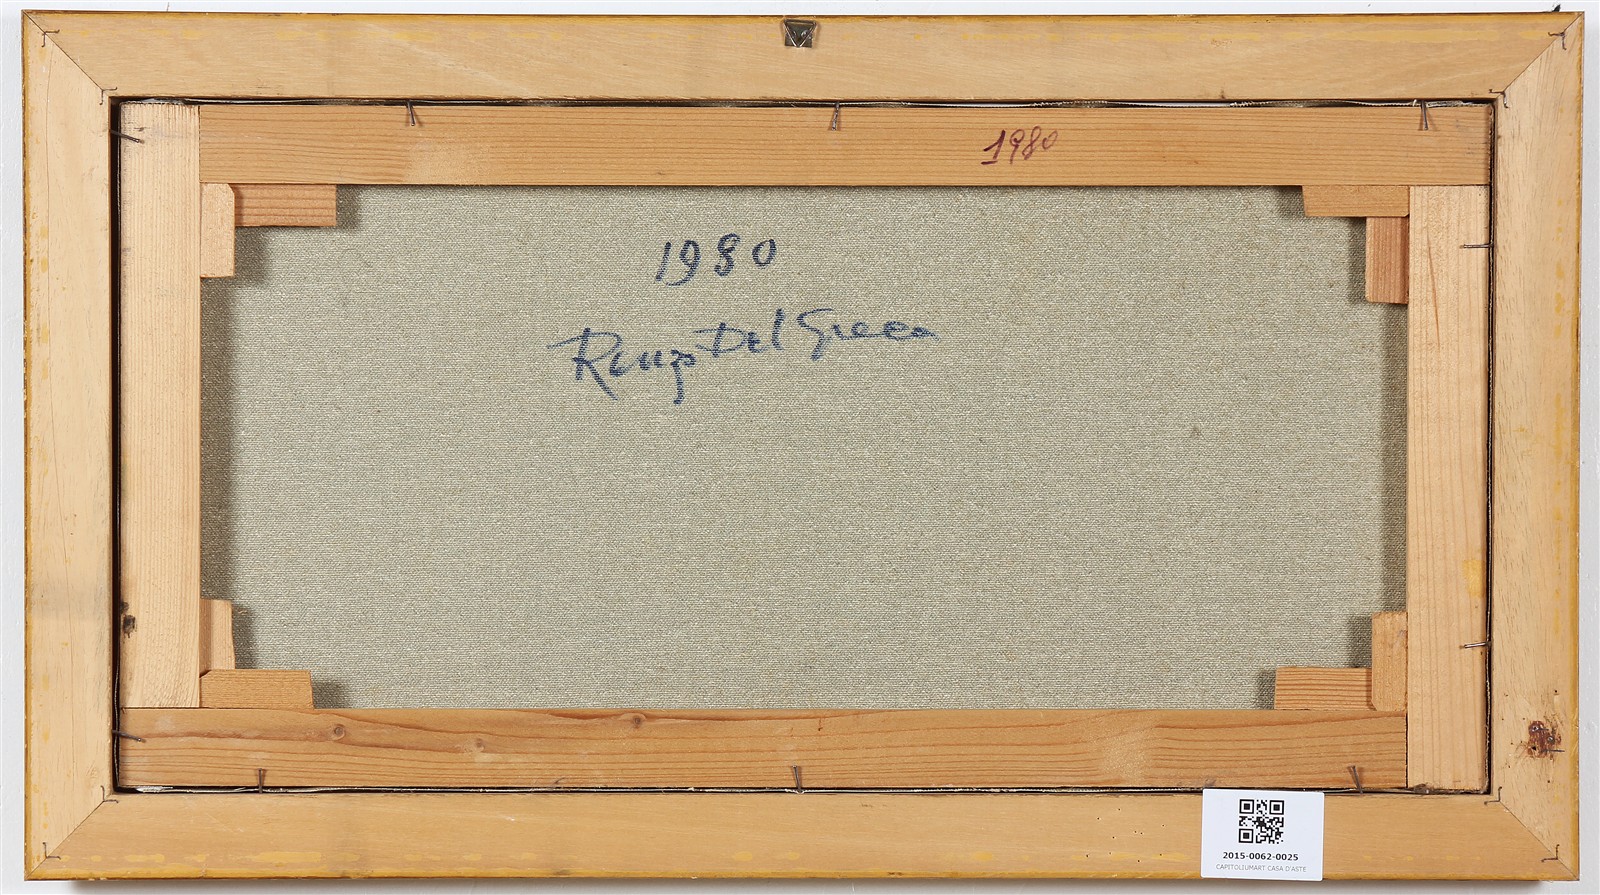 1980
1980
Renzo Del Greco
2015-0062-0025
CAPITOLIUMART CASA D'ASTE